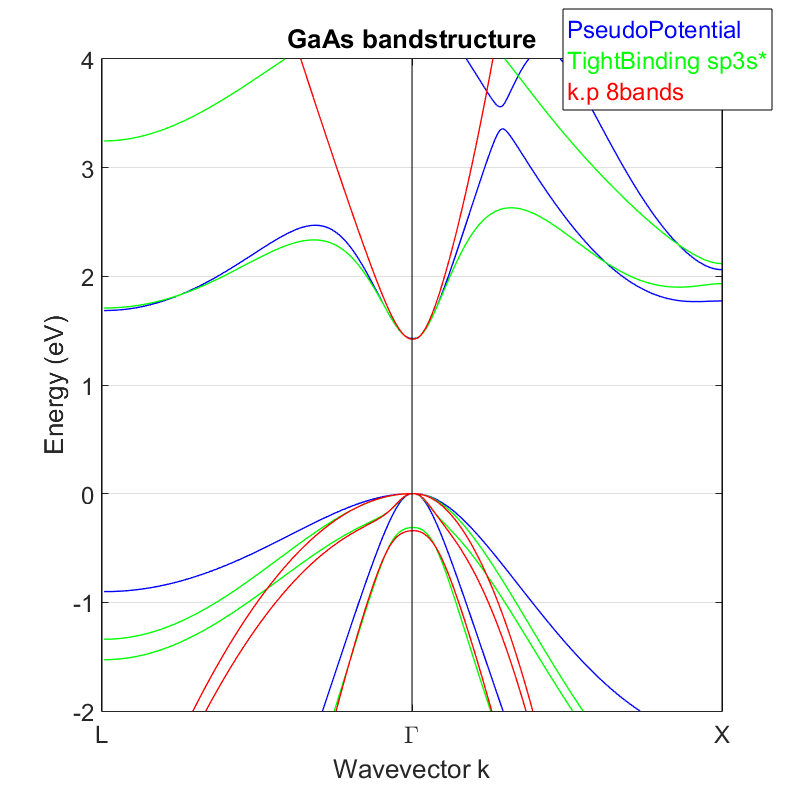 GaAs bandstructure
PseudoPotential
TightBinding sp3s*
k.p 8bands
4
3
2
1
0
-1
-2
Energy (eV)
L
Γ
X
Wavevector k